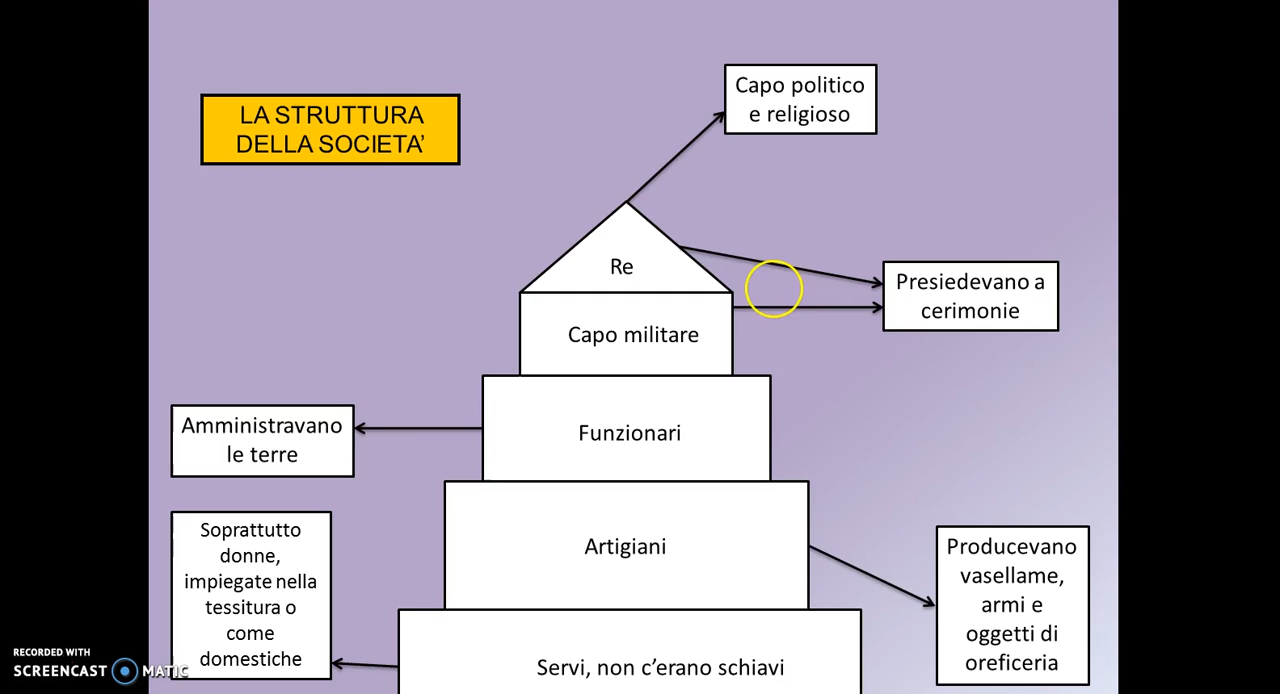 LA STRUTTURA
DELLA SOCIETA’
Capo politico
e religioso
Re
Presiedevano a
cerimonie
Capo militare
Amministravano
le terre
Funzionari
Soprattutto
donne,
impiegate nella
tessitura o
come
domestiche
Artigiani
Producevano
vasellame,
armi e
oggetti di
oreficeria
Servi, non c’erano schiavi
RECORDED WITH
SCREENCAST MATIC